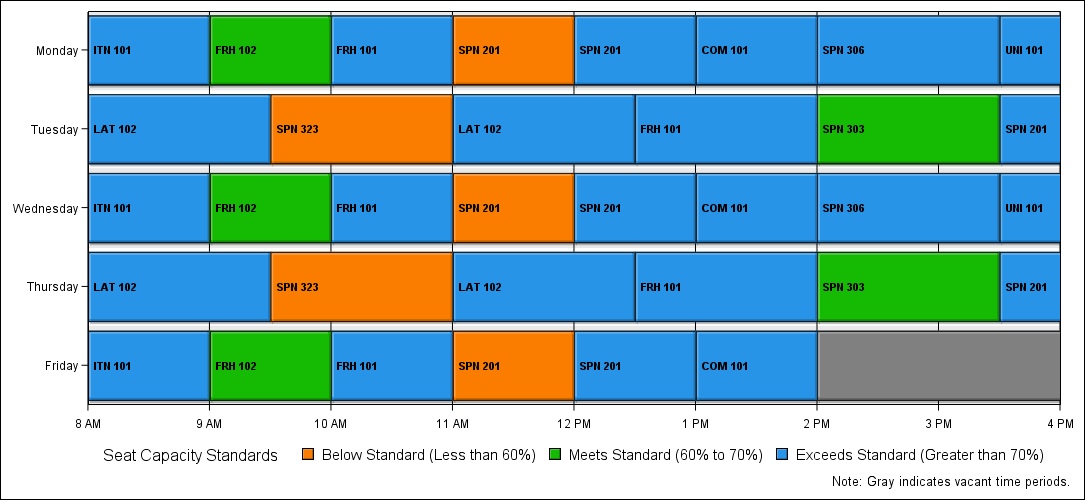 Monday ITN 101 FRH 102 FRH 101 SPN 201 SPN 201 COM 101 SPN 306 UNI 101
Tuesday LAT 102 SPN 323 LAT 102 FRH 101 SPN 303 SPN 201
Wednesday ITN 101 FRH 102 FRH 101 SPN 201 SPN 201 COM 101 SPN 306 UNI 101
Thursday LAT 102 SPN 323 LAT 102 FRH 101 SPN 303 SPN 201
Friday ITN 101 FRH 102 FRH 101 SPN 201 SPN 201 COM 101
8 AM 9 AM 10 AM 11 AM 12 PM 1 PM 2 PM 3 PM 4 PM
Seat Capacity Standards Below Standard (Less than 60%) Meets Standard (60% to 70%) Exceeds Standard (Greater than 70%)
Note: Gray indicates vacant time periods.